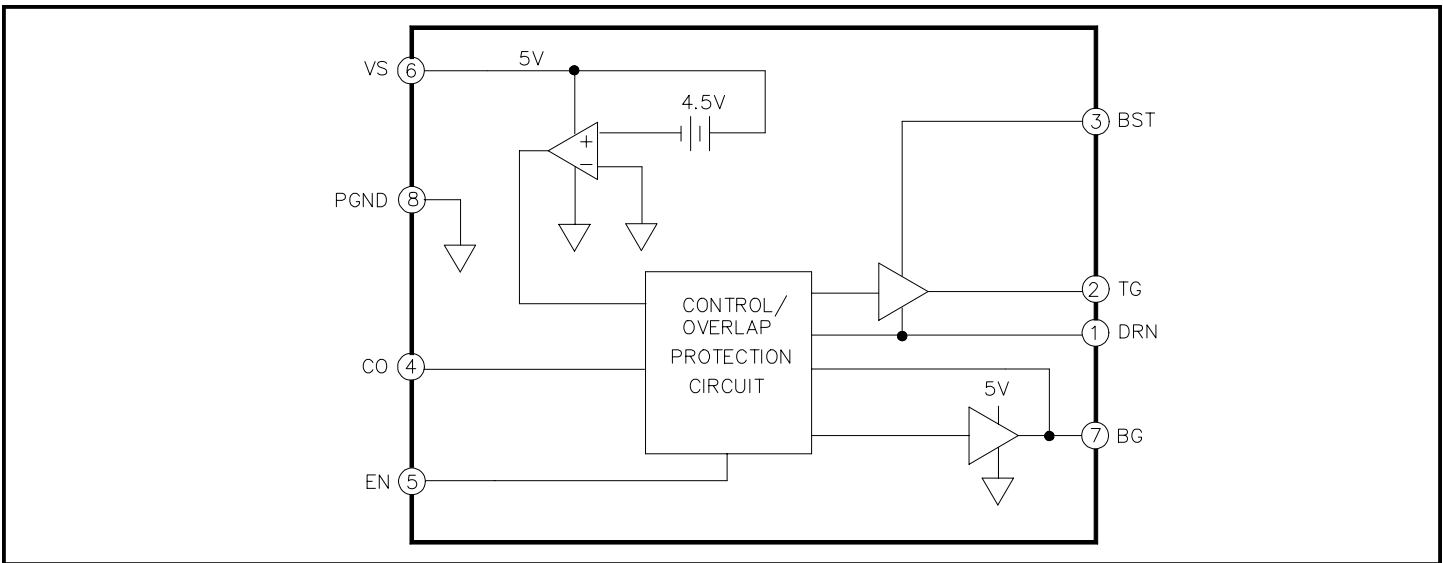 VS 6
5V
4.5V
+
−
3 BST
PGND 8
2 TG
1 DRN
CONTROL/
OVERLAP
PROTECTION
CIRCUIT
CO 4
5V
7 BG
EN 5